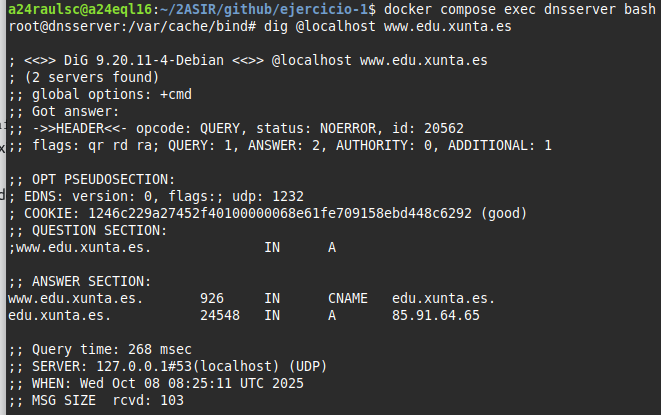 a24raulsc@a24eql16:~/2ASIR/github/ejercicio-1$ docker compose exec dnsserver bash
root@dnsserver:/var/cache/bind# dig @localhost www.edu.xunta.es

; <<>> DiG 9.20.11-4-Debian <<>> @localhost www.edu.xunta.es
; (2 servers found)
;; global options: +cmd
;; Got answer:
;; ->>HEADER<<- opcode: QUERY, status: NOERROR, id: 20562
;; flags: qr rd ra; QUERY: 1, ANSWER: 2, AUTHORITY: 0, ADDITIONAL: 1

;; OPT PSEUDOSECTION:
; EDNS: version: 0, flags:; udp: 1232
; COOKIE: 1246c229a27452f40100000068e61fe709158ebd448c6292 (good)
;; QUESTION SECTION:
;www.edu.xunta.es. IN A

;; ANSWER SECTION:
www.edu.xunta.es. 926 IN CNAME edu.xunta.es.
edu.xunta.es. 24548 IN A 85.91.64.65

;; Query time: 268 msec
;; SERVER: 127.0.0.1#53(localhost) (UDP)
;; WHEN: Wed Oct 08 08:25:11 UTC 2025
;; MSG SIZE rcvd: 103